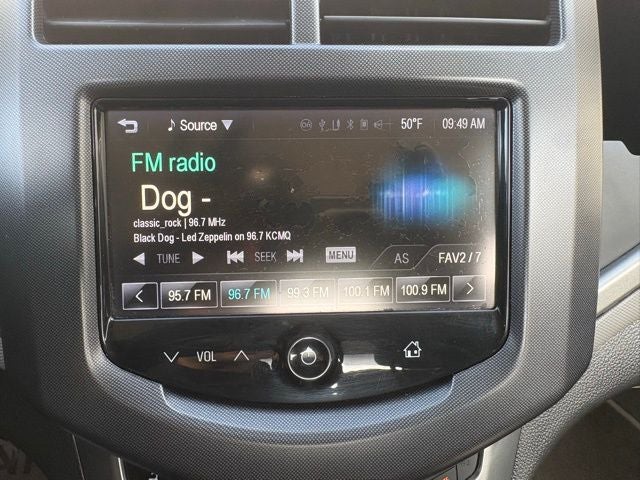 Source 50°F 09:49 AM
FM radio
Dog -
classic_rock | 96.7 MHz
Black Dog - Led Zeppelin on 96.7 KCMQ
TUNE SEEK MENU AS FAV2 / 7
95.7 FM 96.7 FM 99.3 FM 100.1 FM 100.9 FM
VOL